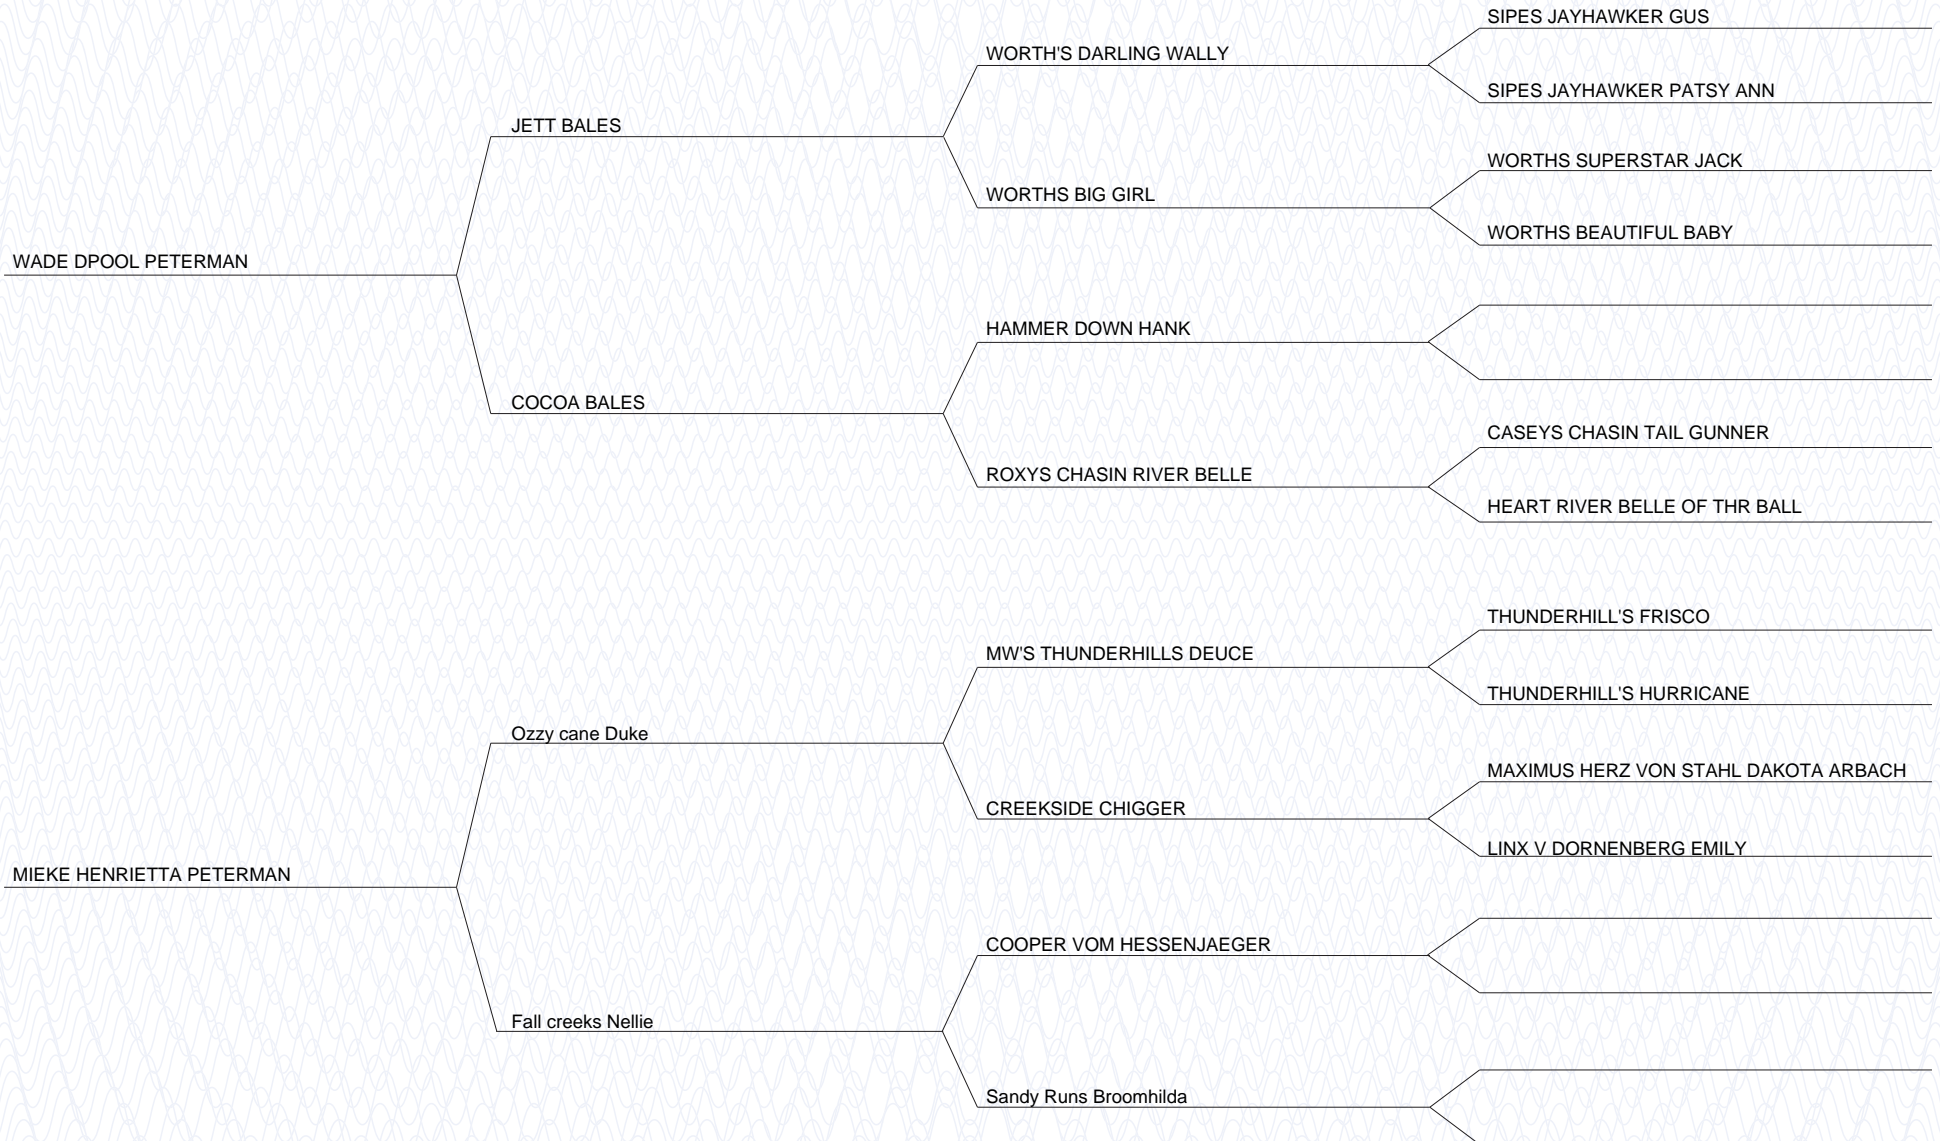 SIPES JAYHAWKER GUS
WORTH'S DARLING WALLY
SIPES JAYHAWKER PATSY ANN
JETT BALES
WORTHS SUPERSTAR JACK
WORTHS BIG GIRL
WORTHS BEAUTIFUL BABY
WADE DPOOL PETERMAN
HAMMER DOWN HANK
COCOA BALES
CASEYS CHASIN TAIL GUNNER
ROXYS CHASIN RIVER BELLE
HEART RIVER BELLE OF THR BALL
THUNDERHILL'S FRISCO
MW'S THUNDERHILLS DEUCE
THUNDERHILL'S HURRICANE
Ozzy cane Duke
MAXIMUS HERZ VON STAHL DAKOTA ARBACH
CREEKSIDE CHIGGER
LINX V DORNENBERG EMILY
MIEKE HENRIETTA PETERMAN
COOPER VOM HESSENJAEGER
Fall creeks Nellie
Sandy Runs Broomhilda